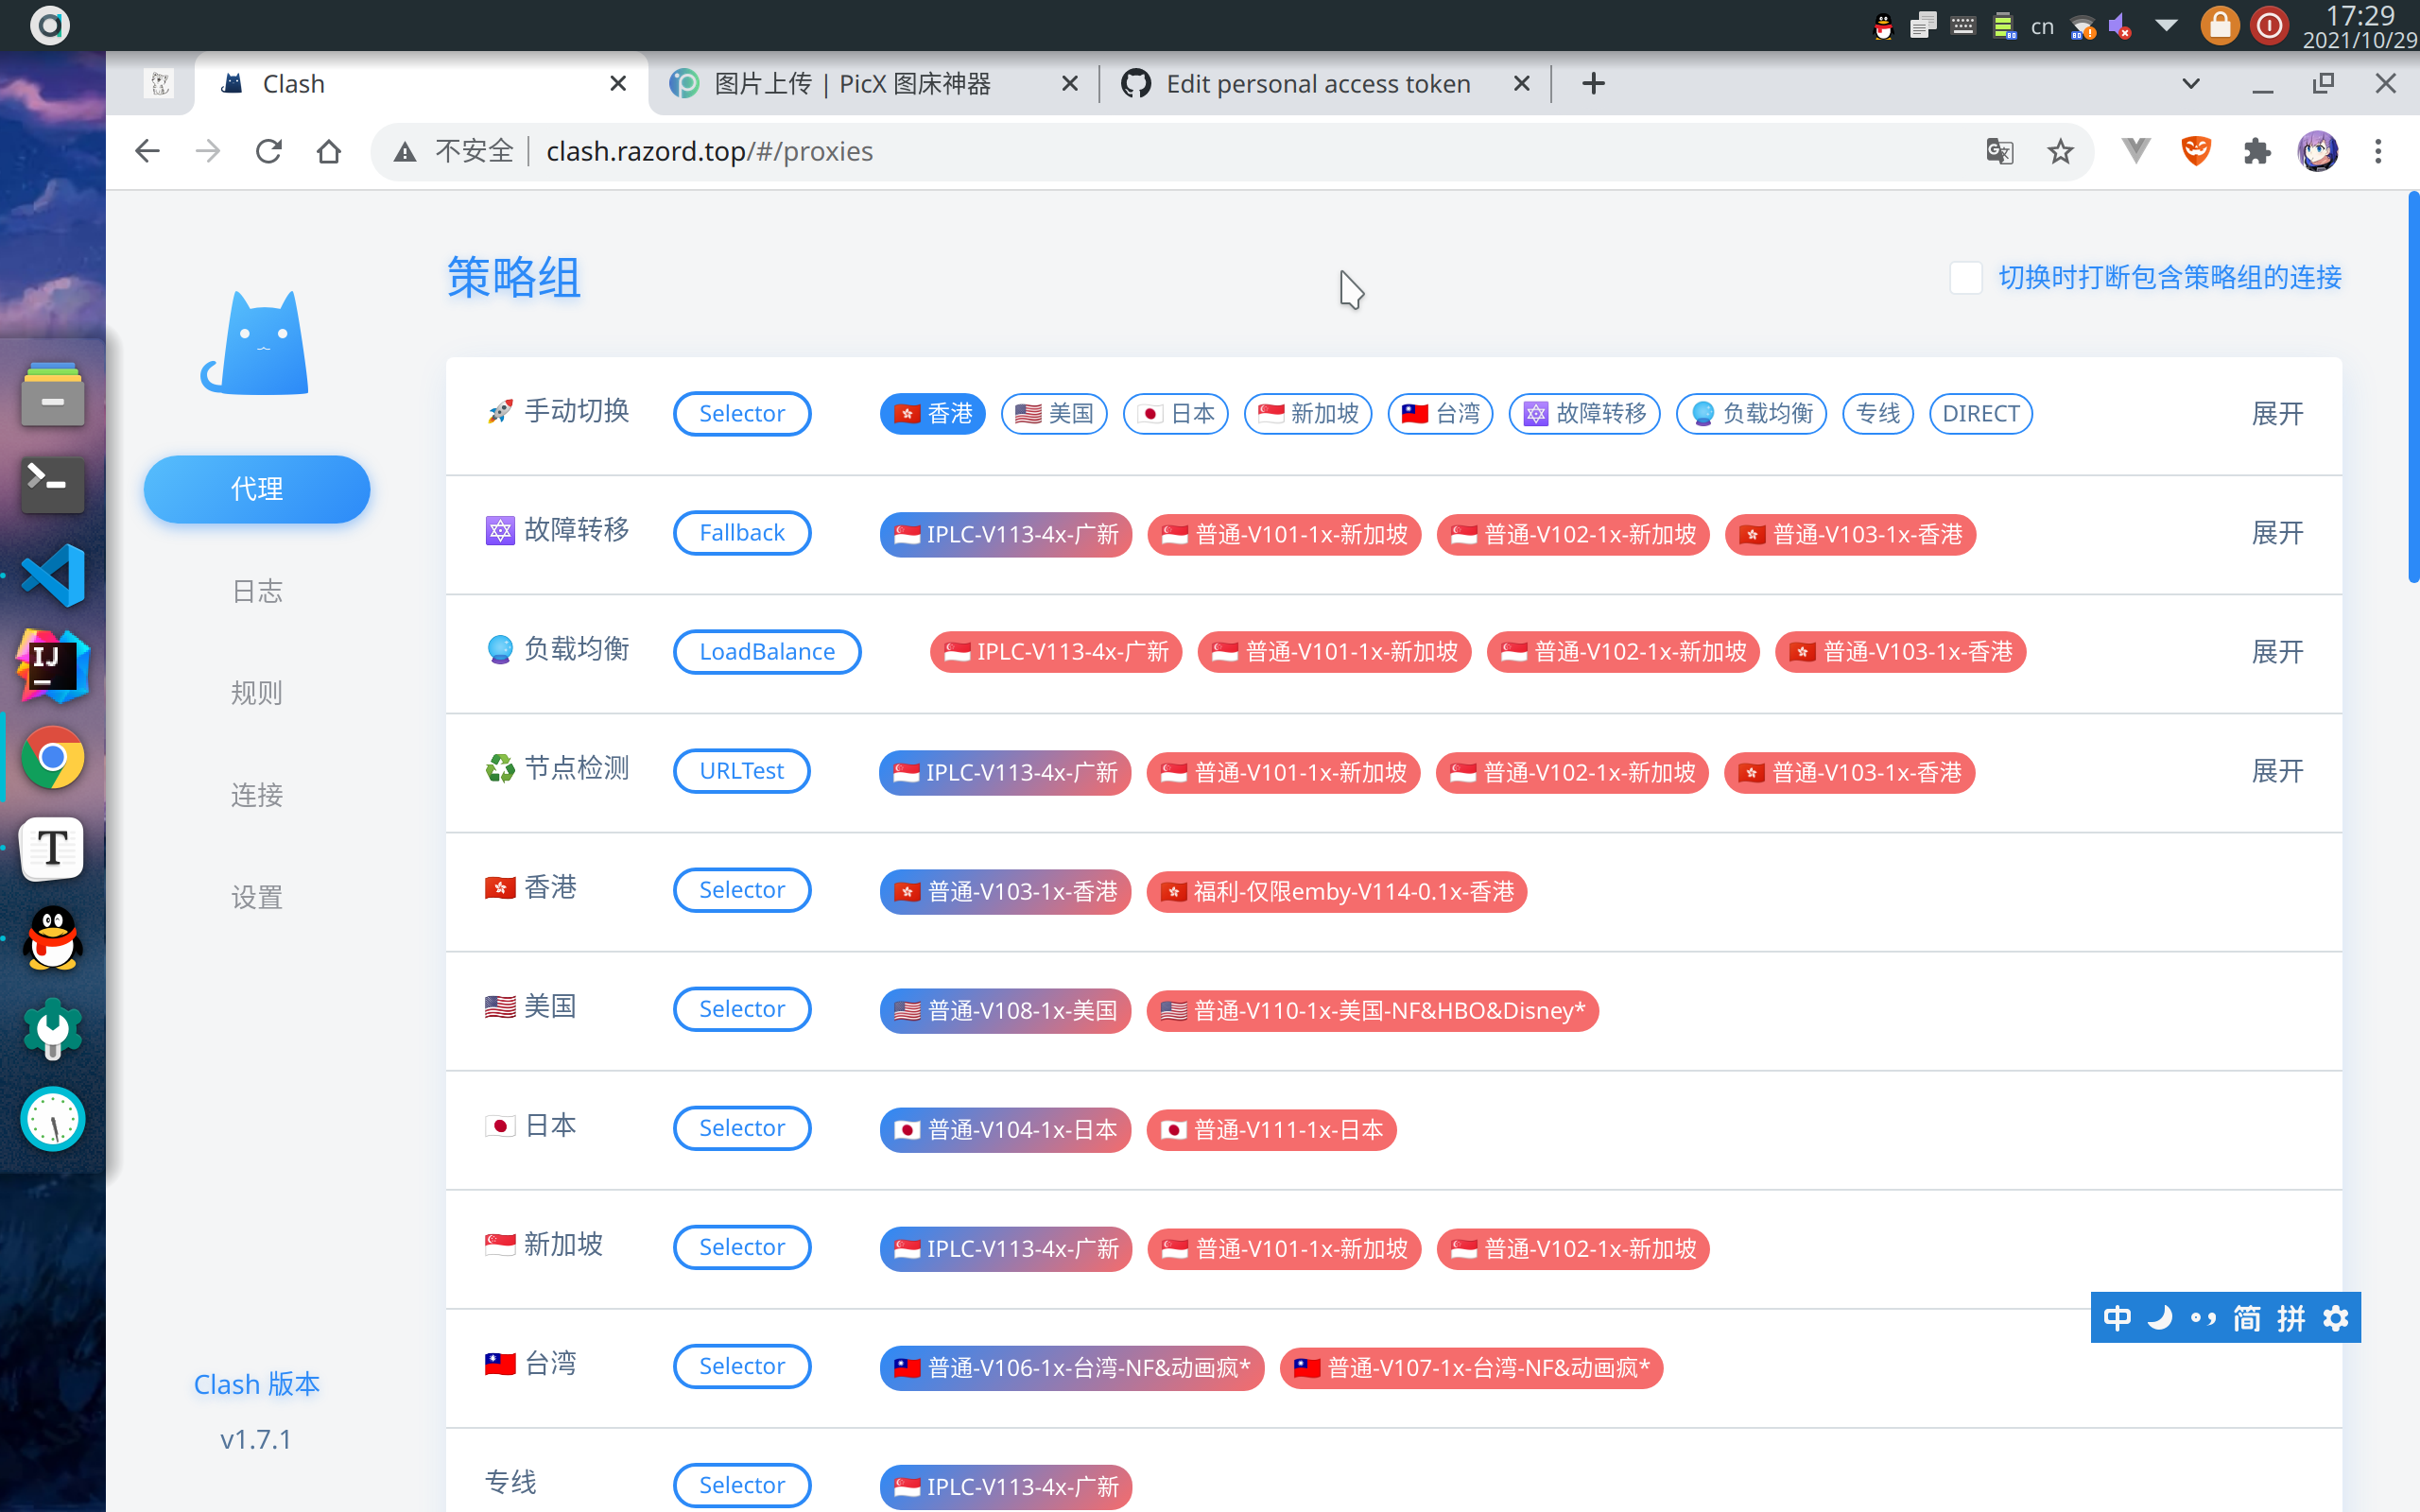 cn
17:29
2021/10/29
Clash
图片上传 | PicX 图床神器
Edit personal access token
不安全 clash.razord.top/#/proxies
策略组
切换时打断包含策略组的连接
代理
日志
规则
连接
设置
Clash 版本
v1.7.1
手动切换 Selector 香港 美国 日本 新加坡 台湾 故障转移 负载均衡 专线 DIRECT 展开
故障转移 Fallback IPLC-V113-4x-广新 普通-V101-1x-新加坡 普通-V102-1x-新加坡 普通-V103-1x-香港 展开
负载均衡 LoadBalance IPLC-V113-4x-广新 普通-V101-1x-新加坡 普通-V102-1x-新加坡 普通-V103-1x-香港 展开
节点检测 URLTest IPLC-V113-4x-广新 普通-V101-1x-新加坡 普通-V102-1x-新加坡 普通-V103-1x-香港 展开
香港 Selector 普通-V103-1x-香港 福利-仅限emby-V114-0.1x-香港
美国 Selector 普通-V108-1x-美国 普通-V110-1x-美国-NF&HBO&Disney*
日本 Selector 普通-V104-1x-日本 普通-V111-1x-日本
新加坡 Selector IPLC-V113-4x-广新 普通-V101-1x-新加坡 普通-V102-1x-新加坡
台湾 Selector 普通-V106-1x-台湾-NF&动画疯* 普通-V107-1x-台湾-NF&动画疯*
专线 Selector IPLC-V113-4x-广新
中 简 拼
IJ
T